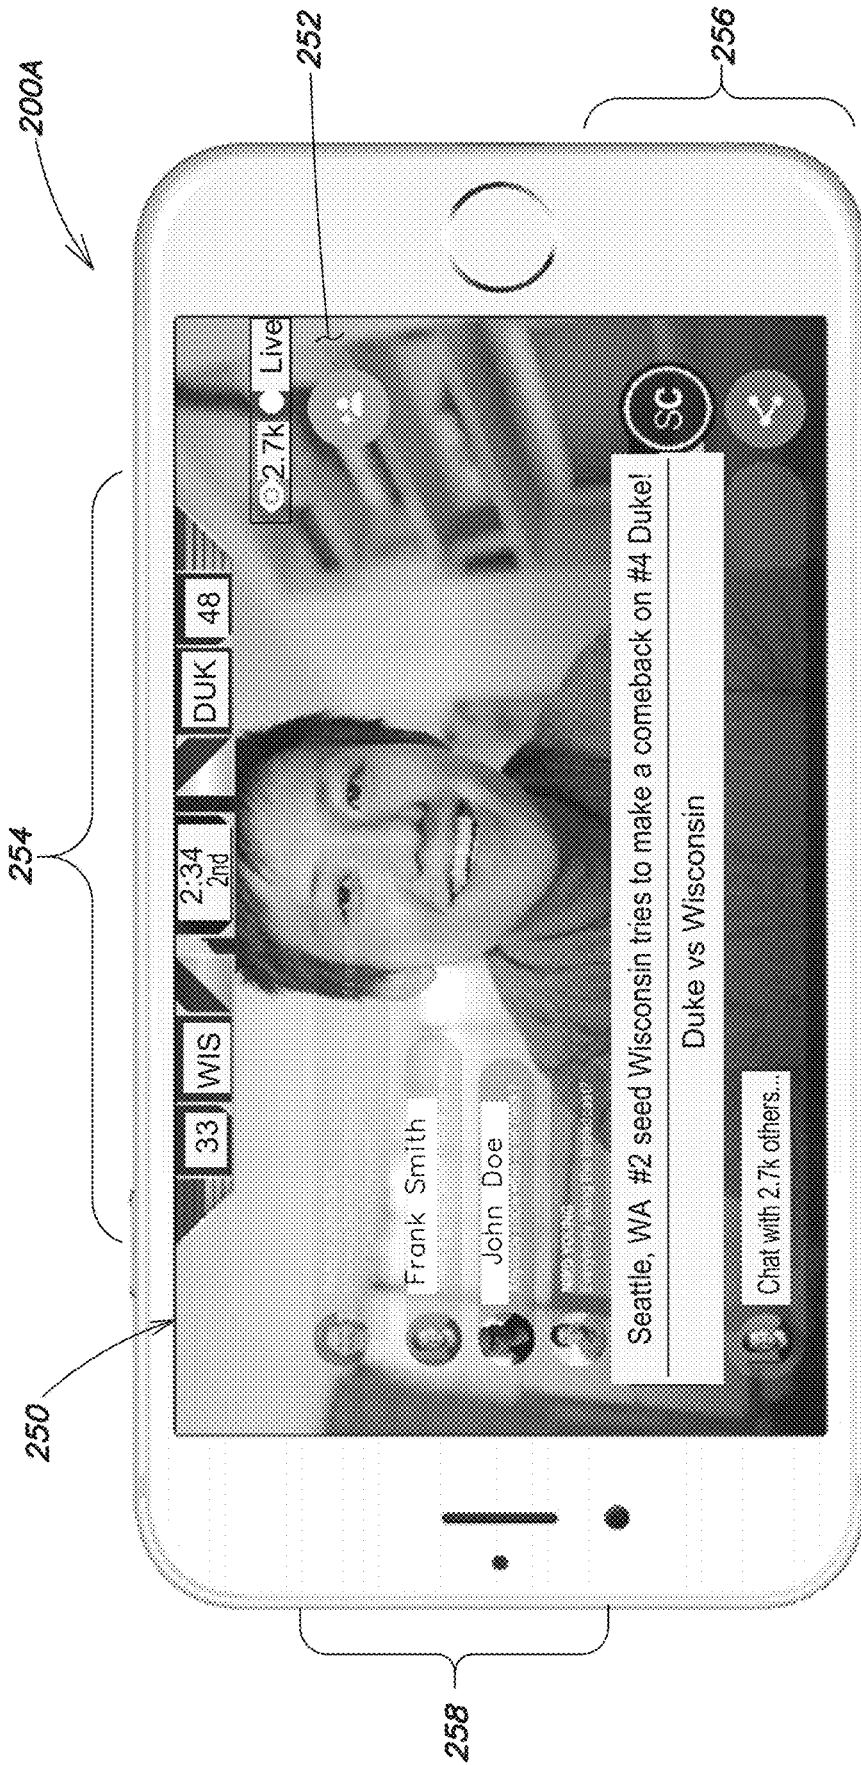 200A
252
256
254
250
258
33 WIS 2:34 DUK 48
2nd
2.7k Live
Frank Smith
John Doe
SC
Seattle, WA #2 seed Wisconsin tries to make a comeback on #4 Duke!
Duke vs Wisconsin
Chat with 2.7k others...